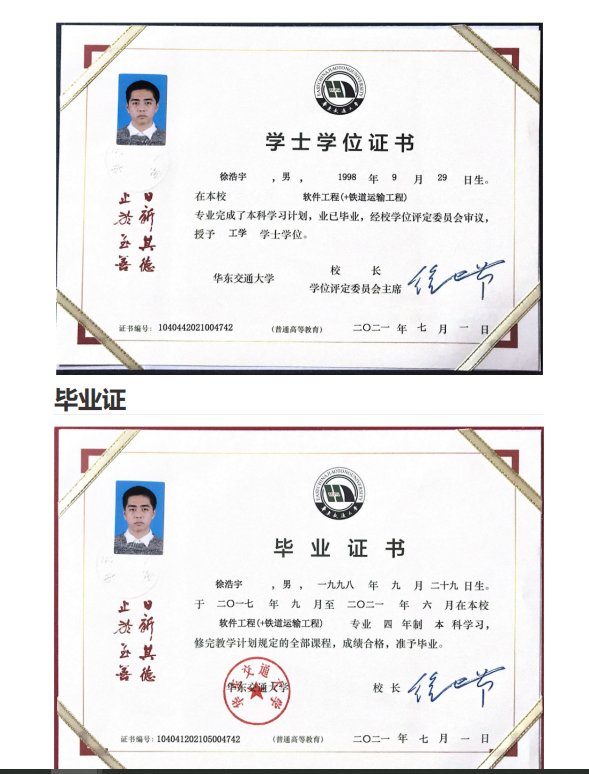 EAST CHINA JIAOTONG UNIVERSITY
华东交通大学
学士学位证书
徐浩宇 ，男， 1998 年 9 月 29 日生。
在本校 软件工程(+铁道运输工程)
专业完成了本科学习计划，业已毕业，经校学位评定委员会审议，
授予 工学 学士学位。
日新其德
止於至善
华东交通大学
校 长
学位评定委员会主席
证书编号: 1040442021004742 (普通高等教育) 二〇二一 年 七 月 一 日
毕业证
EAST CHINA JIAOTONG UNIVERSITY
华东交通大学
毕 业 证 书
徐浩宇 ，男， 一九九八 年 九 月 二十九 日生。
于 二〇一七 年 九 月至 二〇二一 年 六 月在本校
软件工程(+铁道运输工程) 专业 四 年制 本 科学习，
修完教学计划规定的全部课程，成绩合格，准予毕业。
日新其德
止於至善
华东交通大学
华东交通大学
校 长
证书编号: 104041202105004742 (普通高等教育) 二〇二一 年 七 月 一 日